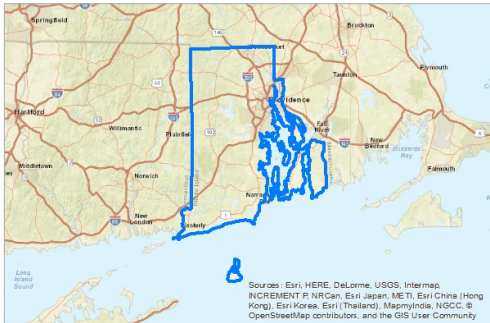 Springfield
Brockton
Plymouth
Hartford
Taunton
Willimantic
Plainfield
Fall
River
New
Bedford
Buzzards
Bay
Falmouth
Middletown
Norwich
New
London
Westerly
Long
Island
Sound
Sources: Esri, HERE, DeLorme, USGS, Intermap,
INCREMENT P, NRCan, Esri Japan, METI, Esri China (Hong
Kong), Esri Korea, Esri (Thailand), MapmyIndia, NGCC, ©
OpenStreetMap contributors, and the GIS User Community